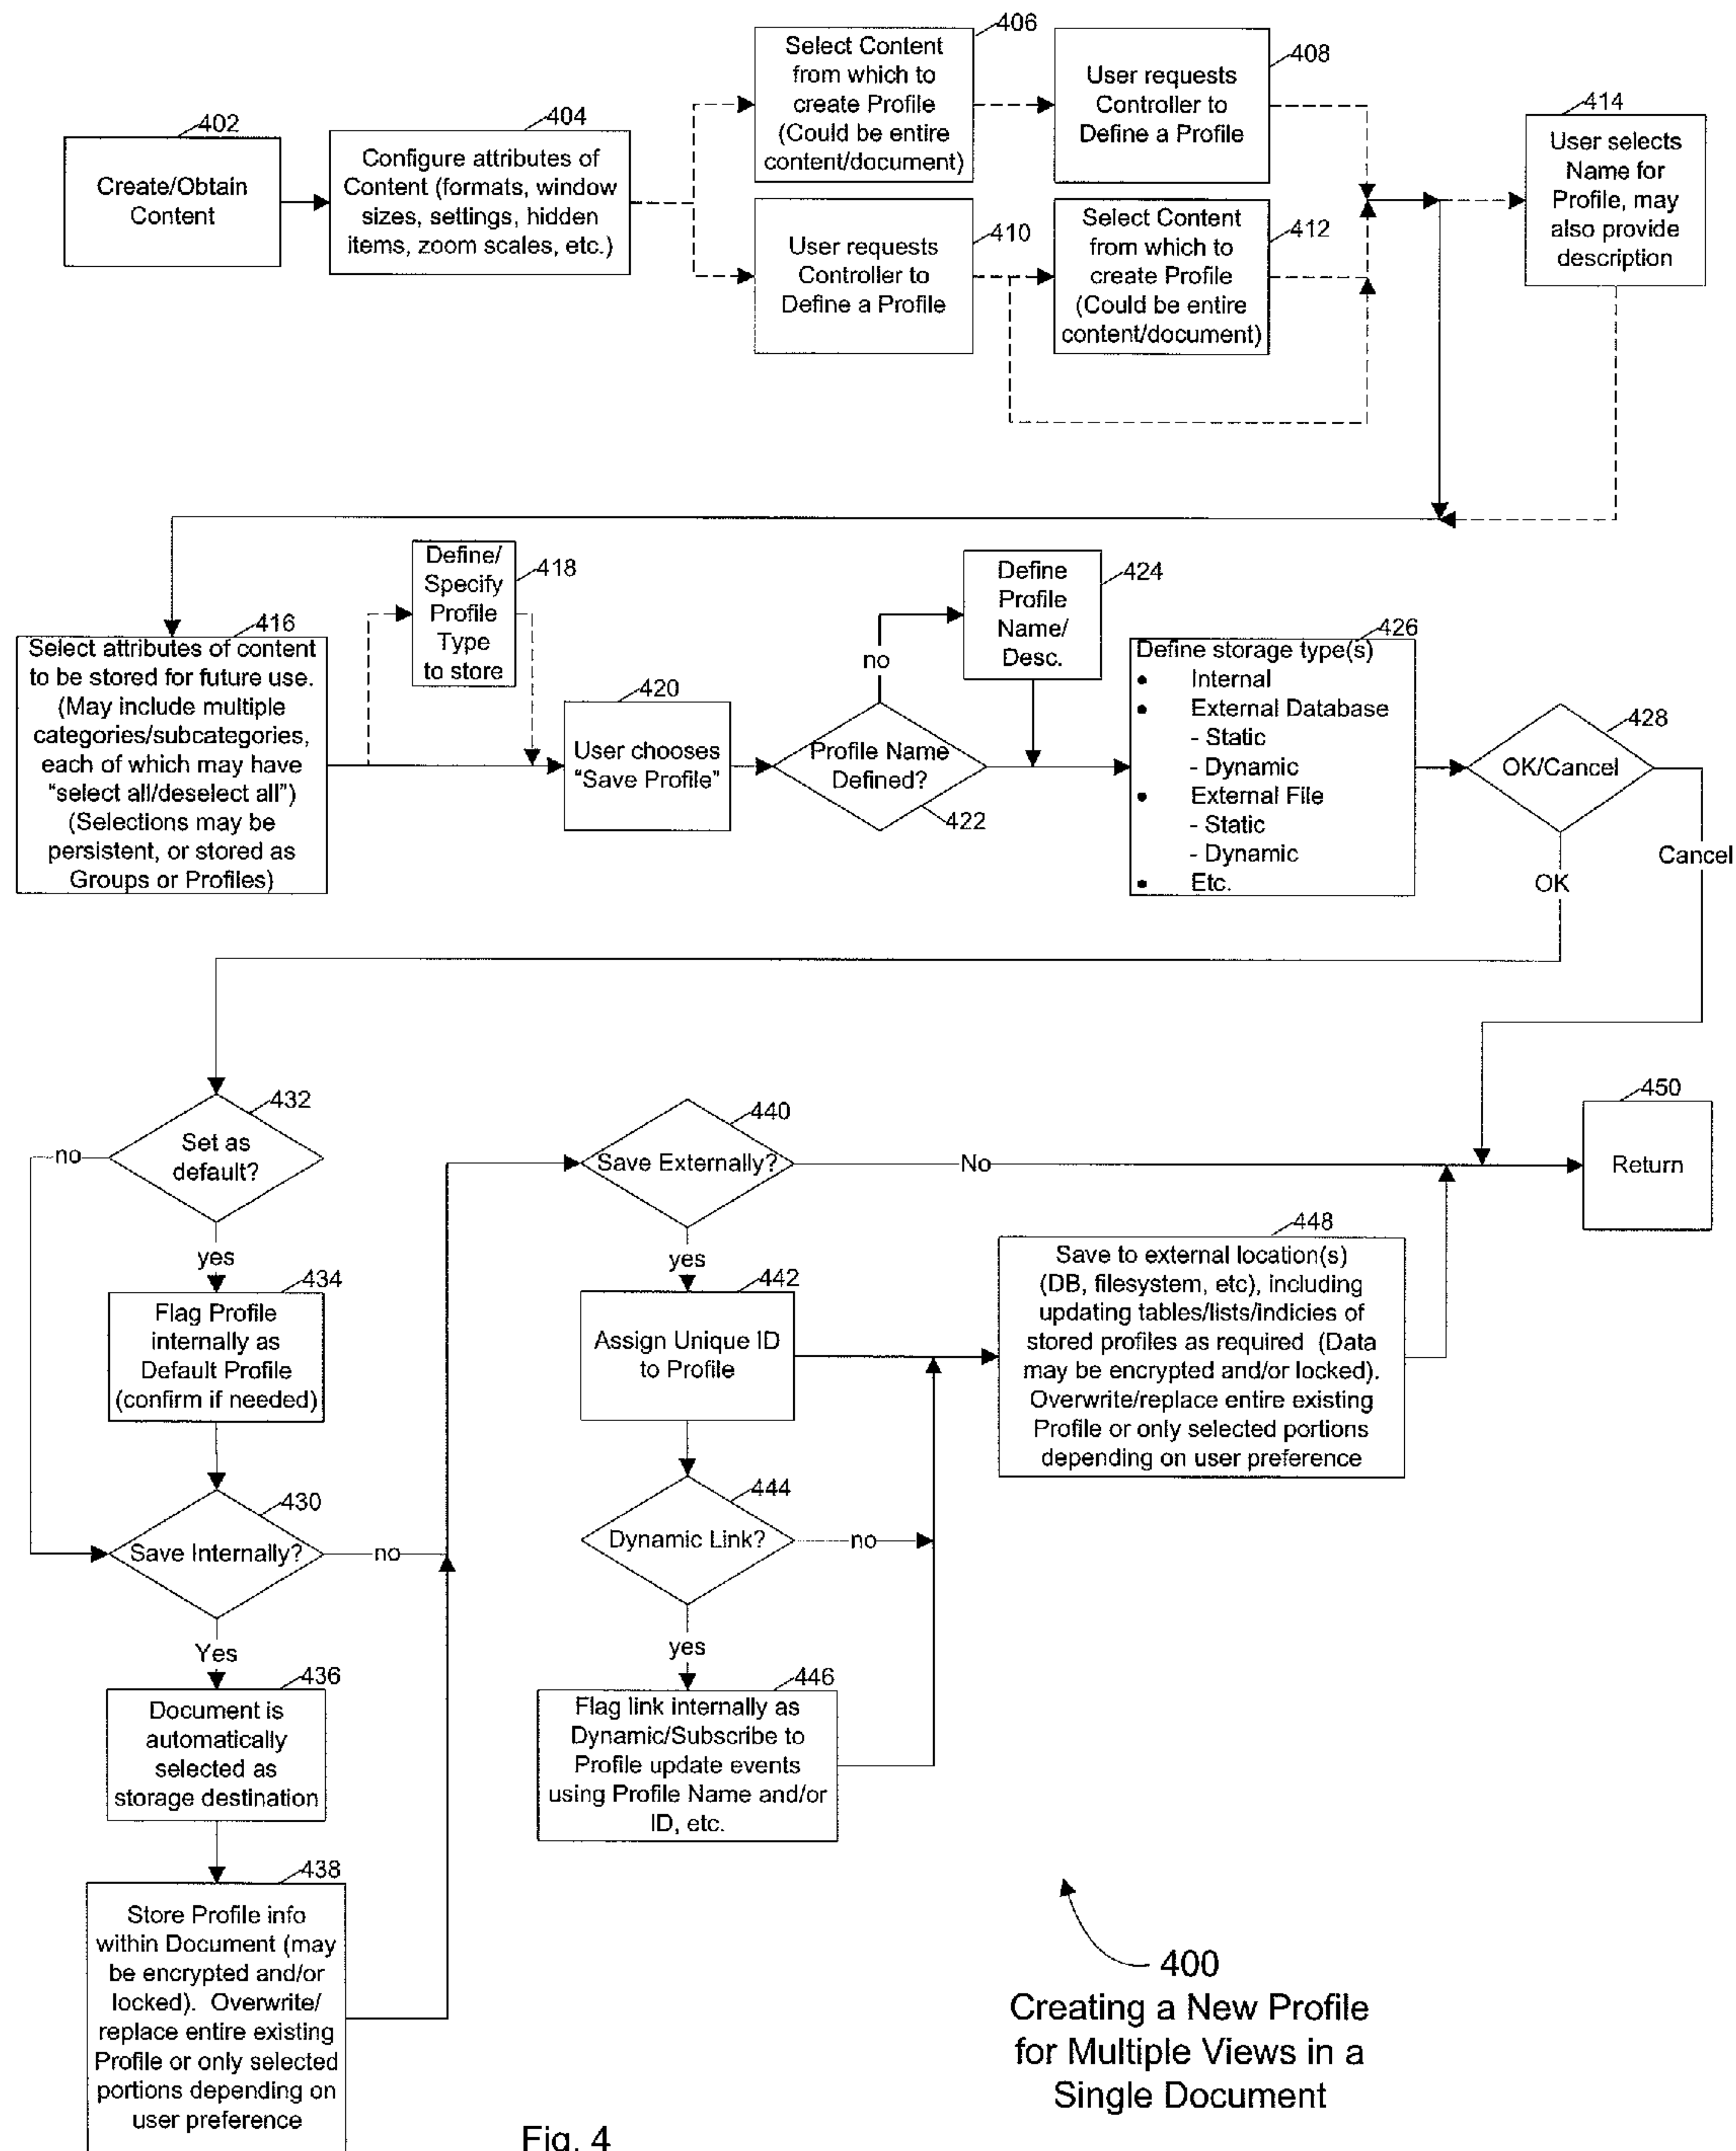 402
Create/Obtain
Content
404
Configure attributes of
Content (formats, window
sizes, settings, hidden
items, zoom scales, etc.)
406
Select Content
from which to
create Profile
(Could be entire
content/document)
408
User requests
Controller to
Define a Profile
410
User requests
Controller to
Define a Profile
412
Select Content
from which to
create Profile
(Could be entire
content/document)
414
User selects
Name for
Profile, may
also provide
description
416
Select attributes of content
to be stored for future use.
(May include multiple
categories/subcategories,
each of which may have
“select all/deselect all”)
(Selections may be
persistent, or stored as
Groups or Profiles)
418
Define/
Specify
Profile
Type
to store
420
User chooses
“Save Profile”
422
Profile Name
Defined?
no
424
Define
Profile
Name/
Desc.
426
Define storage type(s)
• Internal
• External Database
- Static
- Dynamic
• External File
- Static
- Dynamic
• Etc.
428
OK/Cancel
Cancel
OK
432
Set as
default?
no
yes
434
Flag Profile
internally as
Default Profile
(confirm if needed)
430
Save Internally?
no
Yes
436
Document is
automatically
selected as
storage destination
438
Store Profile info
within Document (may
be encrypted and/or
locked). Overwrite/
replace entire existing
Profile or only selected
portions depending on
user preference
440
Save Externally?
No
yes
442
Assign Unique ID
to Profile
444
Dynamic Link?
no
yes
446
Flag link internally as
Dynamic/Subscribe to
Profile update events
using Profile Name and/or
ID, etc.
448
Save to external location(s)
(DB, filesystem, etc), including
updating tables/lists/indicies of
stored profiles as required (Data
may be encrypted and/or locked).
Overwrite/replace entire existing
Profile or only selected portions
depending on user preference
450
Return
400
Creating a New Profile
for Multiple Views in a
Single Document
Fig. 4